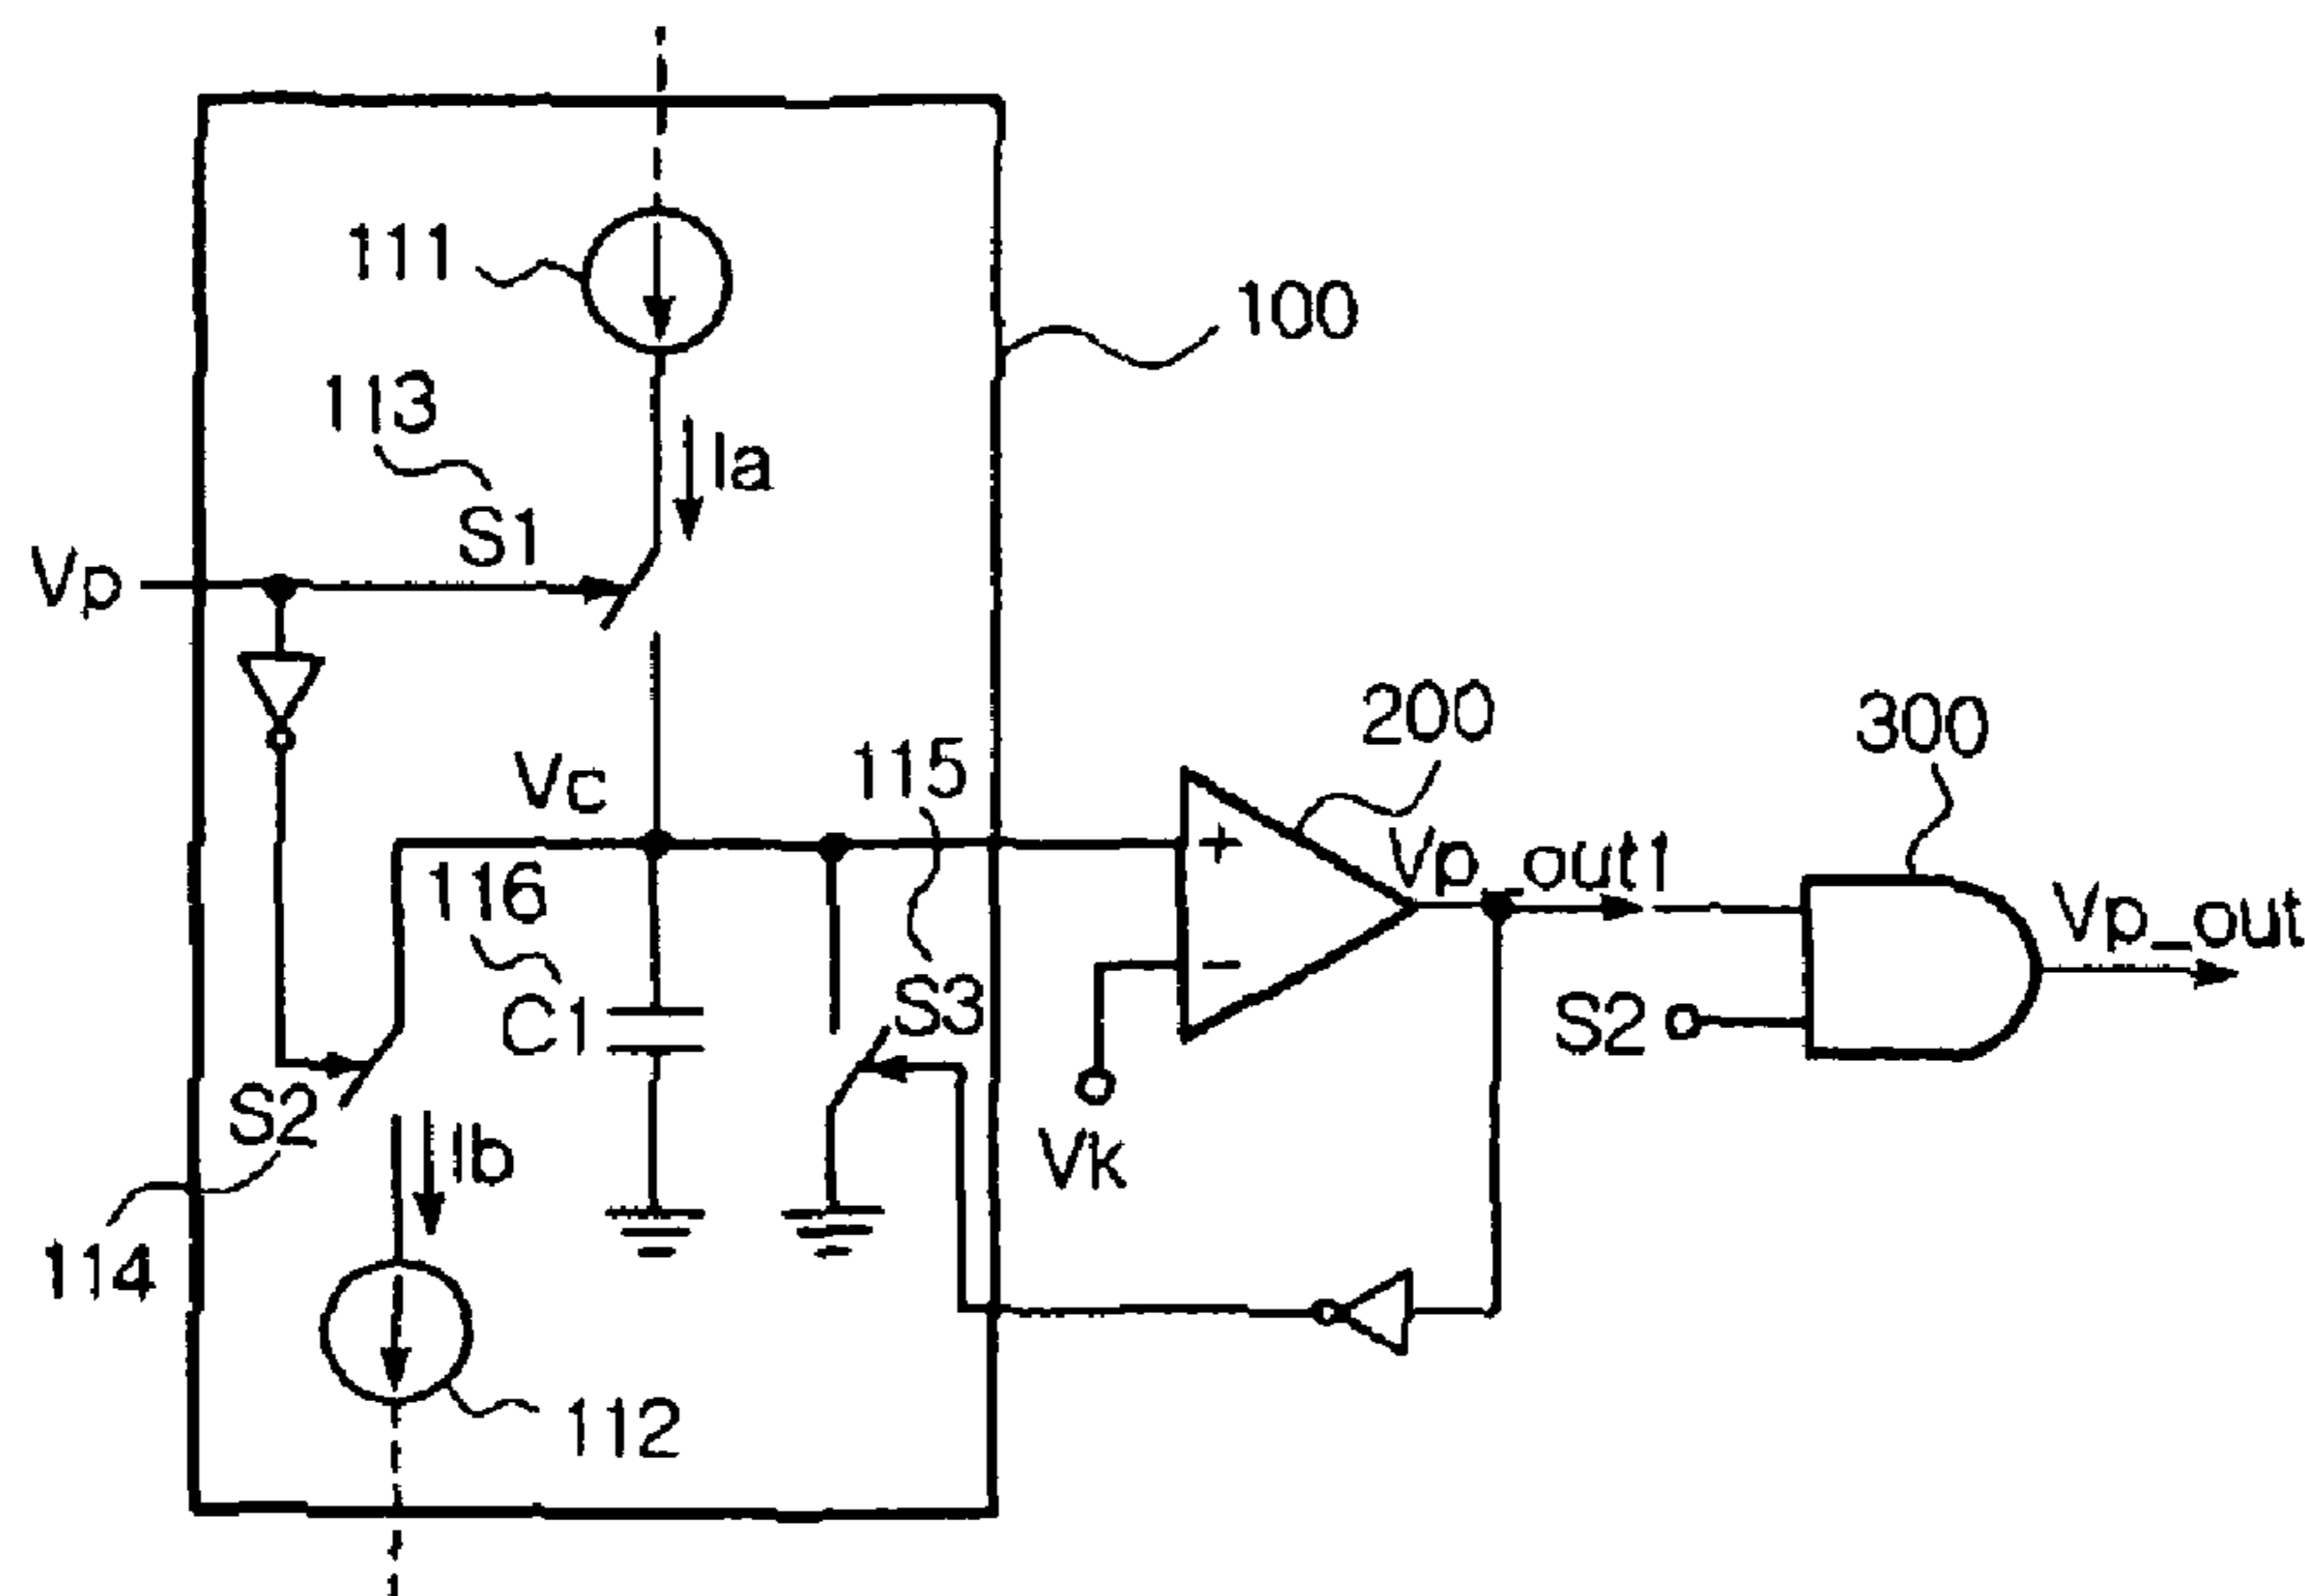 111
100
113
Ia
S1
Vp
200
300
Vc
115
Vp_out1
116
+
Vp_out
-
S3
C1
S2
S2
Ib
Vk
114
112